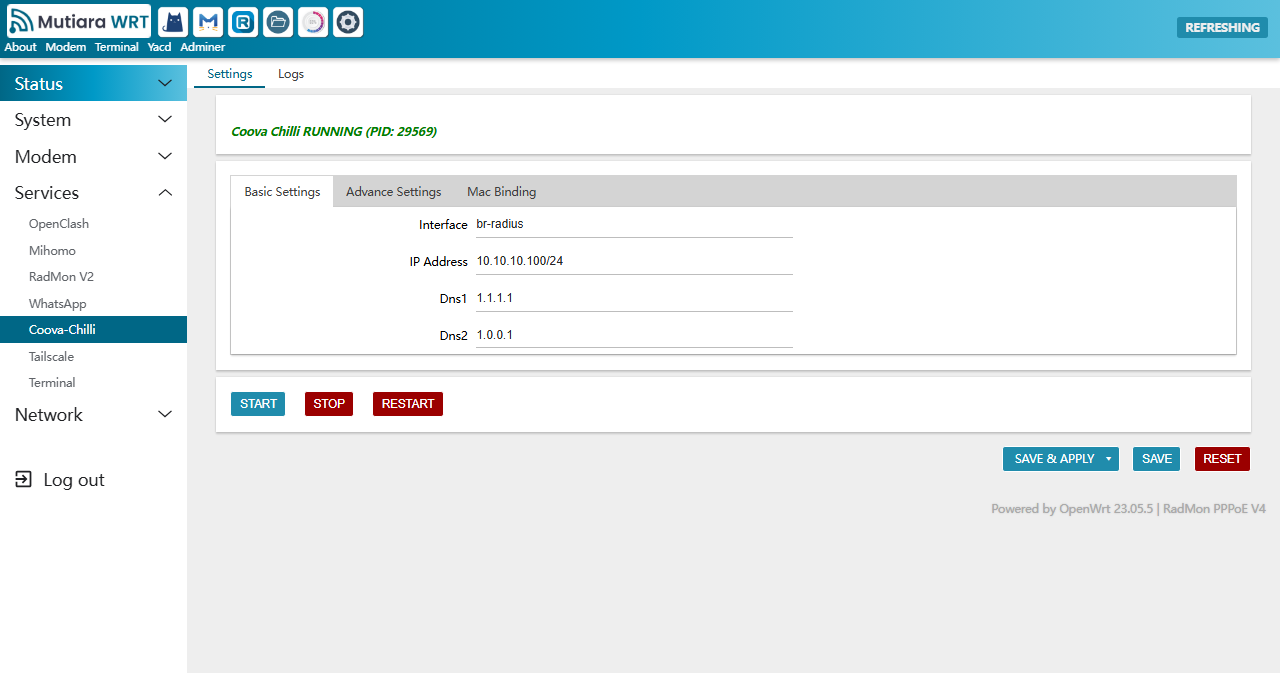 Mutiara WRT
REFRESHING
About Modem Terminal Yacd Adminer
Status
System
Modem
Services
OpenClash
Mihomo
RadMon V2
WhatsApp
Coova-Chilli
Tailscale
Terminal
Network
Log out
Settings Logs
Coova Chilli RUNNING (PID: 29569)
Basic Settings Advance Settings Mac Binding
Interface br-radius
IP Address 10.10.10.100/24
Dns1 1.1.1.1
Dns2 1.0.0.1
START STOP RESTART
SAVE & APPLY SAVE RESET
Powered by OpenWrt 23.05.5 | RadMon PPPoE V4